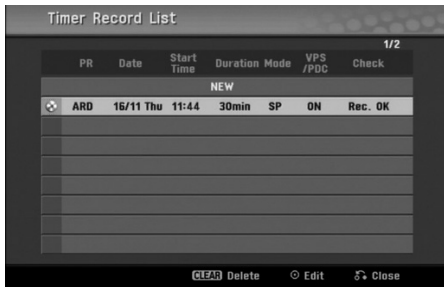 Timer Record List
1/2
PR Date Start Time Duration Mode VPS /PDC Check
NEW
ARD 16/11 Thu 11:44 30min SP ON Rec. OK
CLEAR Delete Edit Close